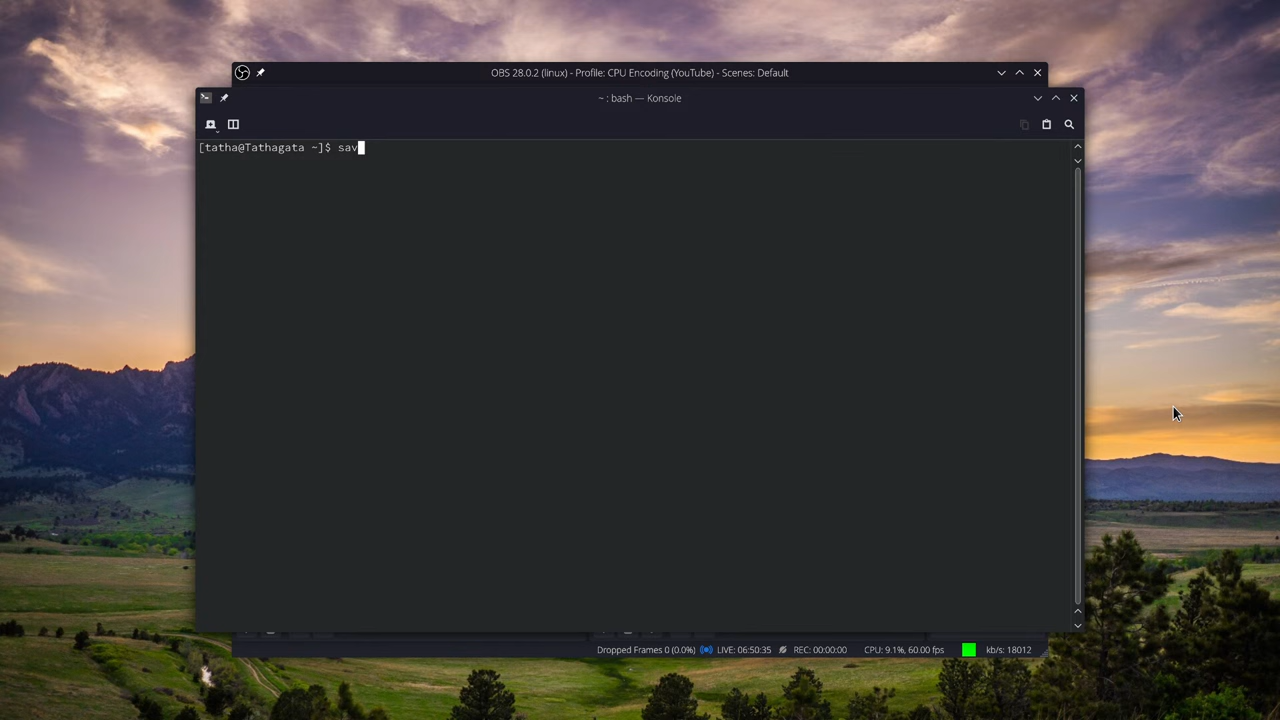 OBS 28.0.2 (linux) - Profile: CPU Encoding (YouTube) - Scenes: Default
~ : bash — Konsole
[tatha@Tathagata ~]$ sav
Dropped Frames 0 (0.0%) LIVE: 06:50:35 REC: 00:00:00 CPU: 9.1%, 60.00 fps kb/s: 18012